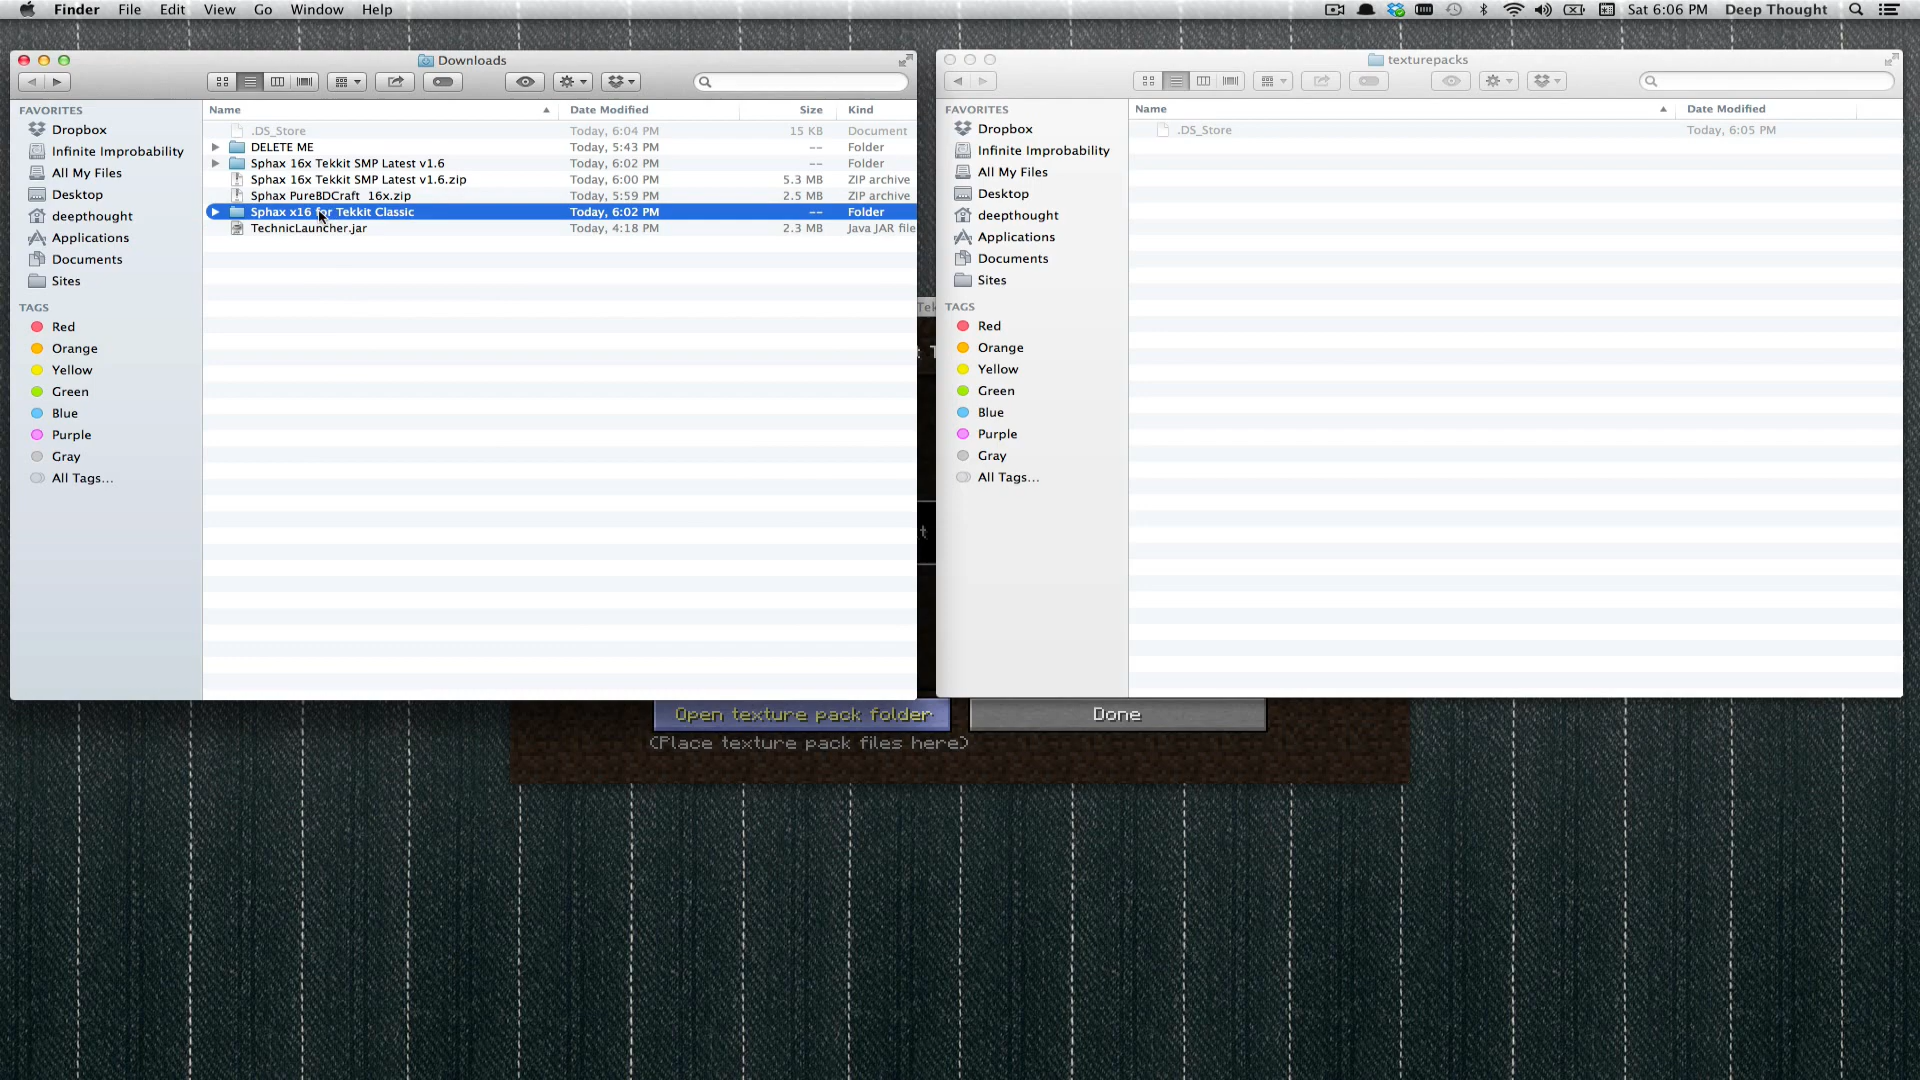 Finder File Edit View Go Window Help Sat 6:06 PM Deep Thought
Downloads
FAVORITES
Dropbox
Infinite Improbability
All My Files
Desktop
deepthought
Applications
Documents
Sites
TAGS
Red
Orange
Yellow
Green
Blue
Purple
Gray
All Tags...
Name Date Modified Size Kind
.DS_Store Today, 6:04 PM 15 KB Document
DELETE ME Today, 5:43 PM -- Folder
Sphax 16x Tekkit SMP Latest v1.6 Today, 6:02 PM -- Folder
Sphax 16x Tekkit SMP Latest v1.6.zip Today, 6:00 PM 5.3 MB ZIP archive
Sphax PureBDCraft 16x.zip Today, 5:59 PM 2.5 MB ZIP archive
Sphax x16 for Tekkit Classic Today, 6:02 PM -- Folder
TechnicLauncher.jar Today, 4:18 PM 2.3 MB Java JAR file
texturepacks
FAVORITES
Dropbox
Infinite Improbability
All My Files
Desktop
deepthought
Applications
Documents
Sites
TAGS
Red
Orange
Yellow
Green
Blue
Purple
Gray
All Tags...
Name Date Modified
.DS_Store Today, 6:05 PM
Open texture pack folder
Done
(Place texture pack files here)